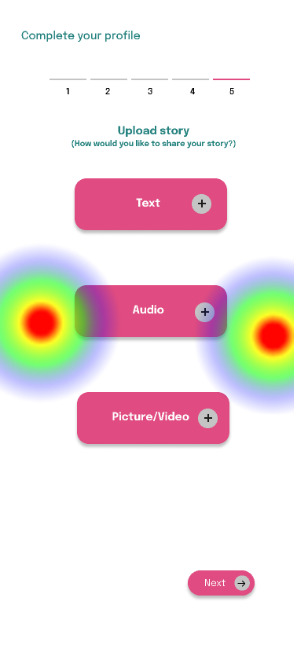 Complete your profile
1 2 3 4 5
Upload story
(How would you like to share your story?)
Text
Audio
Picture/Video
Next